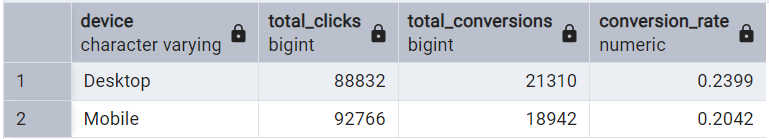 device total_clicks total_conversions conversion_rate
character varying bigint bigint numeric
1 Desktop 88832 21310 0.2399
2 Mobile 92766 18942 0.2042